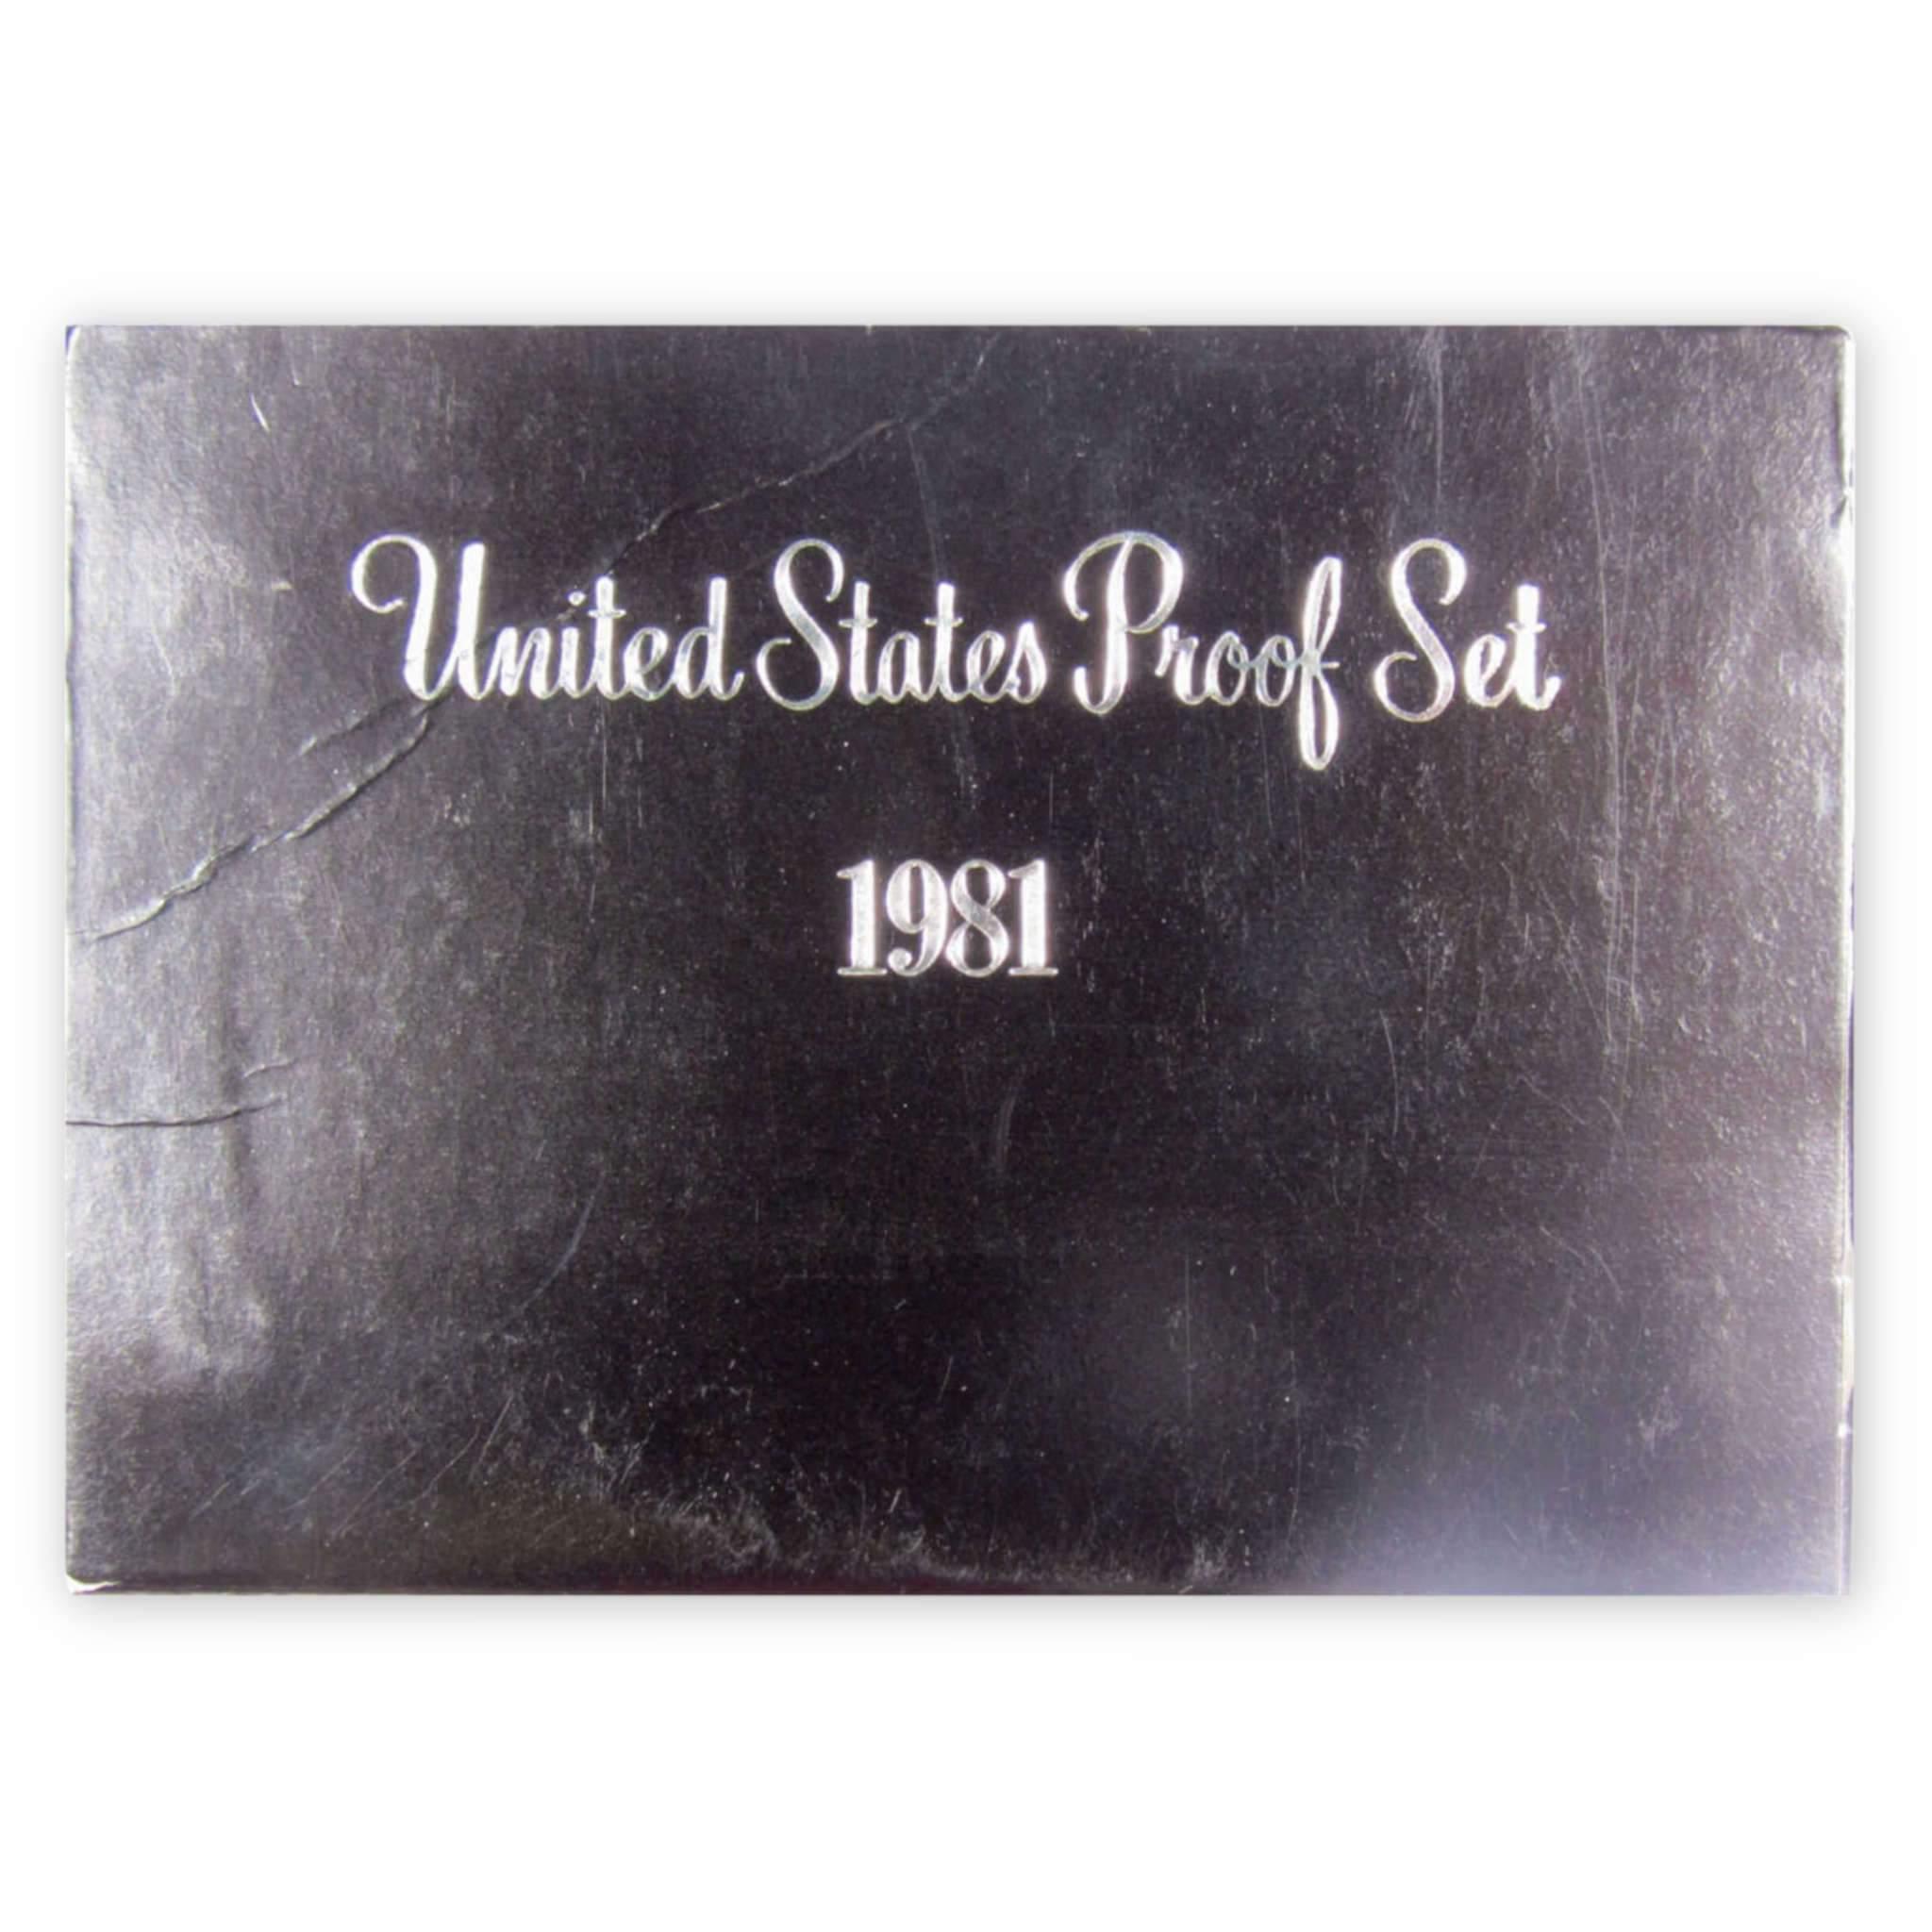 United States Proof Set
1981